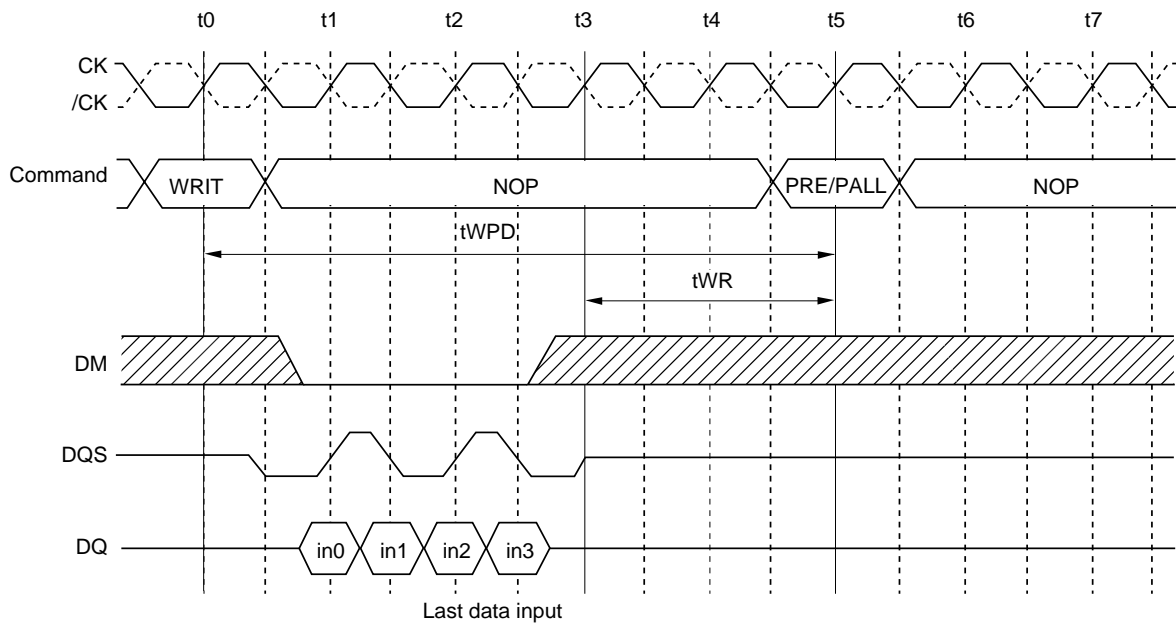 t0 t1 t2 t3 t4 t5 t6 t7
CK
/CK
Command WRIT NOP PRE/PALL NOP
tWPD
tWR
DM
DQS
DQ in0 in1 in2 in3
Last data input